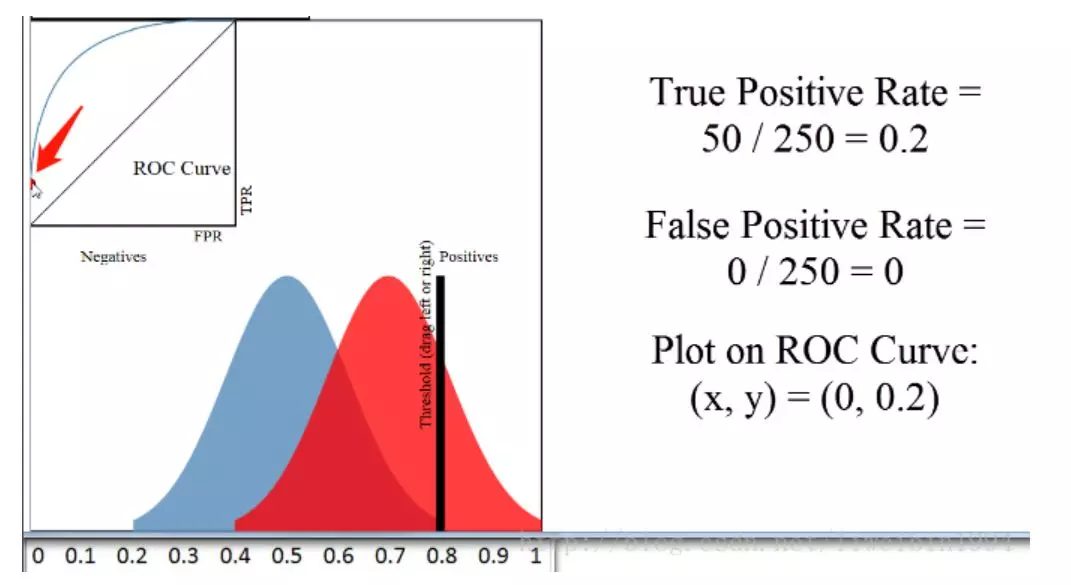 True Positive Rate =
50 / 250 = 0.2
False Positive Rate =
0 / 250 = 0
Plot on ROC Curve:
(x, y) = (0, 0.2)
ROC Curve
TPR
FPR
Negatives
Positives
Threshold (drag left or right)
0 0.1 0.2 0.3 0.4 0.5 0.6 0.7 0.8 0.9 1